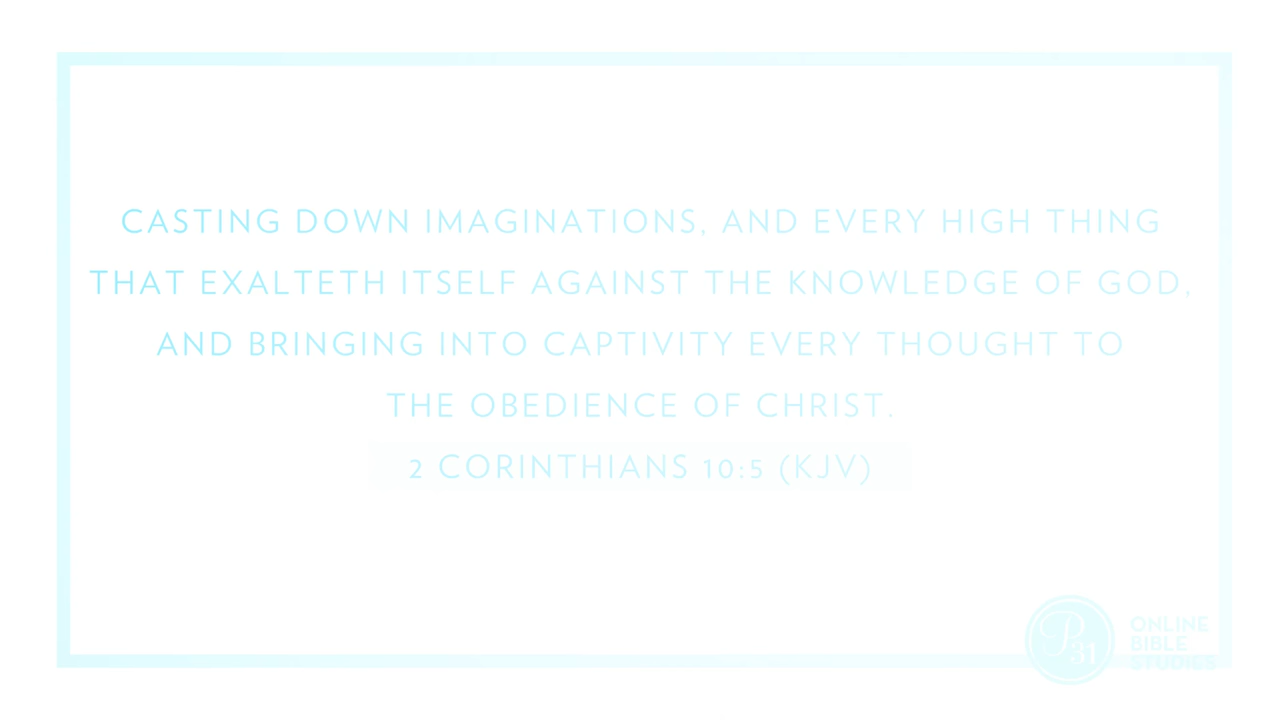 CASTING DOWN IMAGINATIONS, AND EVERY HIGH THING
THAT EXALTETH ITSELF AGAINST THE KNOWLEDGE OF GOD,
AND BRINGING INTO CAPTIVITY EVERY THOUGHT TO
THE OBEDIENCE OF CHRIST.
2 CORINTHIANS 10:5 (KJV)
P31
ONLINE
BIBLE
STUDIES